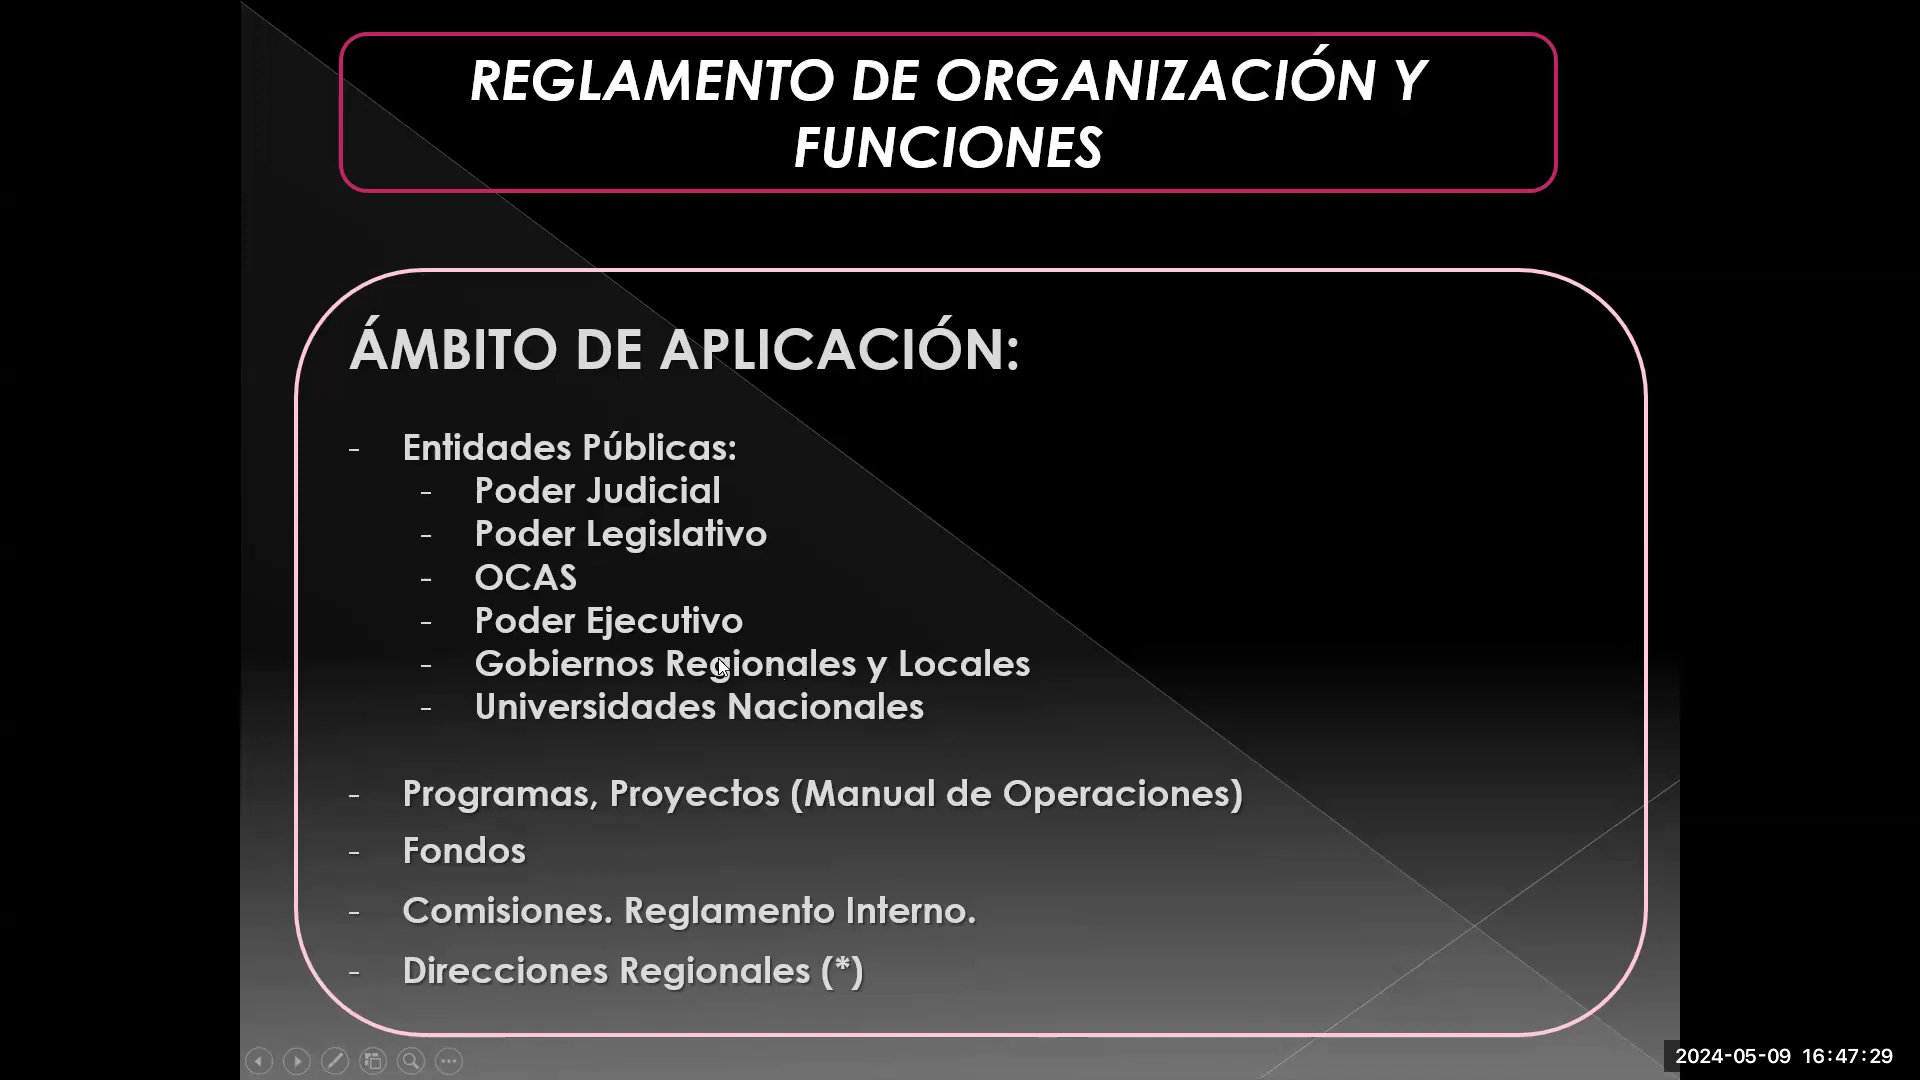 REGLAMENTO DE ORGANIZACIÓN Y
FUNCIONES
ÁMBITO DE APLICACIÓN:
- Entidades Públicas:
- Poder Judicial
- Poder Legislativo
- OCAS
- Poder Ejecutivo
- Gobiernos Regionales y Locales
- Universidades Nacionales
- Programas, Proyectos (Manual de Operaciones)
- Fondos
- Comisiones. Reglamento Interno.
- Direcciones Regionales (*)
2024-05-09 16:47:29